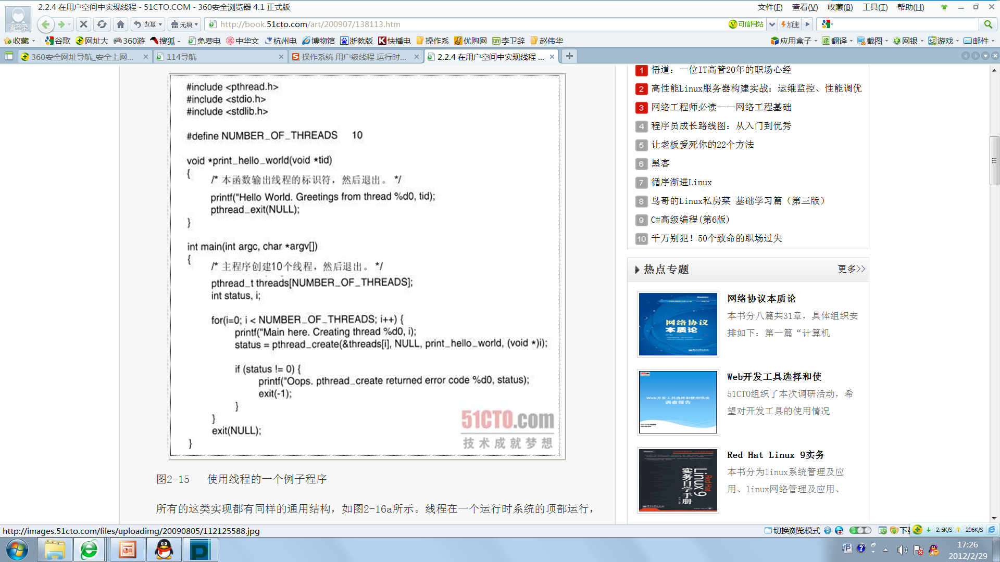 2.2.4 在用户空间中实现线程 - 51CTO.COM - 360安全浏览器 4.1 正式版
文件(F) 查看(V) 收藏(B) 工具(T) 帮助(H)
请登录
恢复 无痕 http://book.51cto.com/art/200907/138113.htm 可信网站 加速
收藏 谷歌 网址大 360游 搜狐 - 免费电 中华文 杭州电 博物馆 浙教版 快播电 操作系 优购网 李卫辞 赵伟华 应用盒子 翻译 截图 网银 游戏 邮件
360安全网址导航_安全上网... 114导航 操作系统 用户级线程 运行时... 2.2.4 在用户空间中实现线程 ...
#include <pthread.h>
#include <stdio.h>
#include <stdlib.h>
#define NUMBER_OF_THREADS 10
void *print_hello_world(void *tid)
{
/* 本函数输出线程的标识符，然后退出。 */
printf("Hello World. Greetings from thread %d0, tid);
pthread_exit(NULL);
}
int main(int argc, char *argv[])
{
/* 主程序创建10个线程，然后退出。 */
pthread_t threads[NUMBER_OF_THREADS];
int status, i;
for(i=0; i < NUMBER_OF_THREADS; i++) {
printf("Main here. Creating thread %d0, i);
status = pthread_create(&threads[i], NULL, print_hello_world, (void *)i);
if (status != 0) {
printf("Oops. pthread_create returned error code %d0, status);
exit(-1);
}
}
exit(NULL);
}
51CTO.com
技术成就梦想
图2-15 使用线程的一个例子程序
所有的这类实现都有同样的通用结构，如图2-16a所示。线程在一个运行时系统的顶部运行，
1 悟道：一位IT高管20年的职场心经
2 高性能Linux服务器构建实战：运维监控、性能调优
3 网络工程师必读——网络工程基础
4 程序员成长路线图：从入门到优秀
5 让老板爱死你的22个方法
6 黑客
7 循序渐进Linux
8 鸟哥的Linux私房菜 基础学习篇（第三版）
9 C#高级编程(第6版)
10 千万别犯！50个致命的职场过失
热点专题 更多>>
网络协议
本质论
网络协议本质论
本书分八篇共31章，具体组织安
排如下：第一篇“计算机
Web开发工具选择和使用情况
调查报告
Web开发工具选择和使
51CTO组织了本次调研活动，希
望对开发工具的使用情况
Red Hat
Linux 9
实务自学手册
Red Hat Linux 9实务
本书分为linux系统管理及应
用、linux网络管理及应用、
http://images.51cto.com/files/uploadimg/20090805/112125588.jpg
切换浏览模式 下载 2.5K/S 296K/S
17:26
2012/2/29